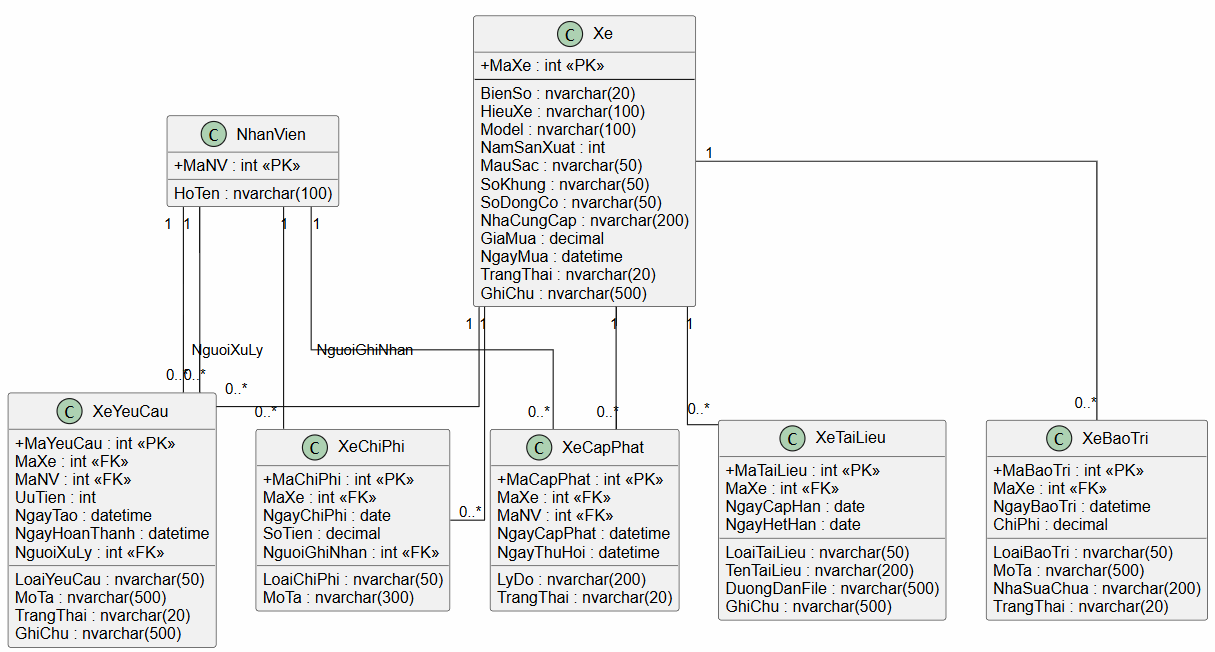 C Xe
+MaXe : int «PK»
BienSo : nvarchar(20)
HieuXe : nvarchar(100)
Model : nvarchar(100)
NamSanXuat : int
MauSac : nvarchar(50)
SoKhung : nvarchar(50)
SoDongCo : nvarchar(50)
NhaCungCap : nvarchar(200)
GiaMua : decimal
NgayMua : datetime
TrangThai : nvarchar(20)
GhiChu : nvarchar(500)
C NhanVien
+MaNV : int «PK»
HoTen : nvarchar(100)
1
1 1 1 1
1 1 1 1
NguoiXuLy NguoiGhiNhan
0..* 0..*
0..*
0..* 0..* 0..* 0..* 0..*
0..*
C XeYeuCau
+MaYeuCau : int «PK»
MaXe : int «FK»
MaNV : int «FK»
UuTien : int
NgayTao : datetime
NgayHoanThanh : datetime
NguoiXuLy : int «FK»
LoaiYeuCau : nvarchar(50)
MoTa : nvarchar(500)
TrangThai : nvarchar(20)
GhiChu : nvarchar(500)
C XeChiPhi
+MaChiPhi : int «PK»
MaXe : int «FK»
NgayChiPhi : date
SoTien : decimal
NguoiGhiNhan : int «FK»
LoaiChiPhi : nvarchar(50)
MoTa : nvarchar(300)
C XeCapPhat
+MaCapPhat : int «PK»
MaXe : int «FK»
MaNV : int «FK»
NgayCapPhat : datetime
NgayThuHoi : datetime
LyDo : nvarchar(200)
TrangThai : nvarchar(20)
C XeTaiLieu
+MaTaiLieu : int «PK»
MaXe : int «FK»
NgayCapHan : date
NgayHetHan : date
LoaiTaiLieu : nvarchar(50)
TenTaiLieu : nvarchar(200)
DuongDanFile : nvarchar(500)
GhiChu : nvarchar(500)
C XeBaoTri
+MaBaoTri : int «PK»
MaXe : int «FK»
NgayBaoTri : datetime
ChiPhi : decimal
LoaiBaoTri : nvarchar(50)
MoTa : nvarchar(500)
NhaSuaChua : nvarchar(200)
TrangThai : nvarchar(20)